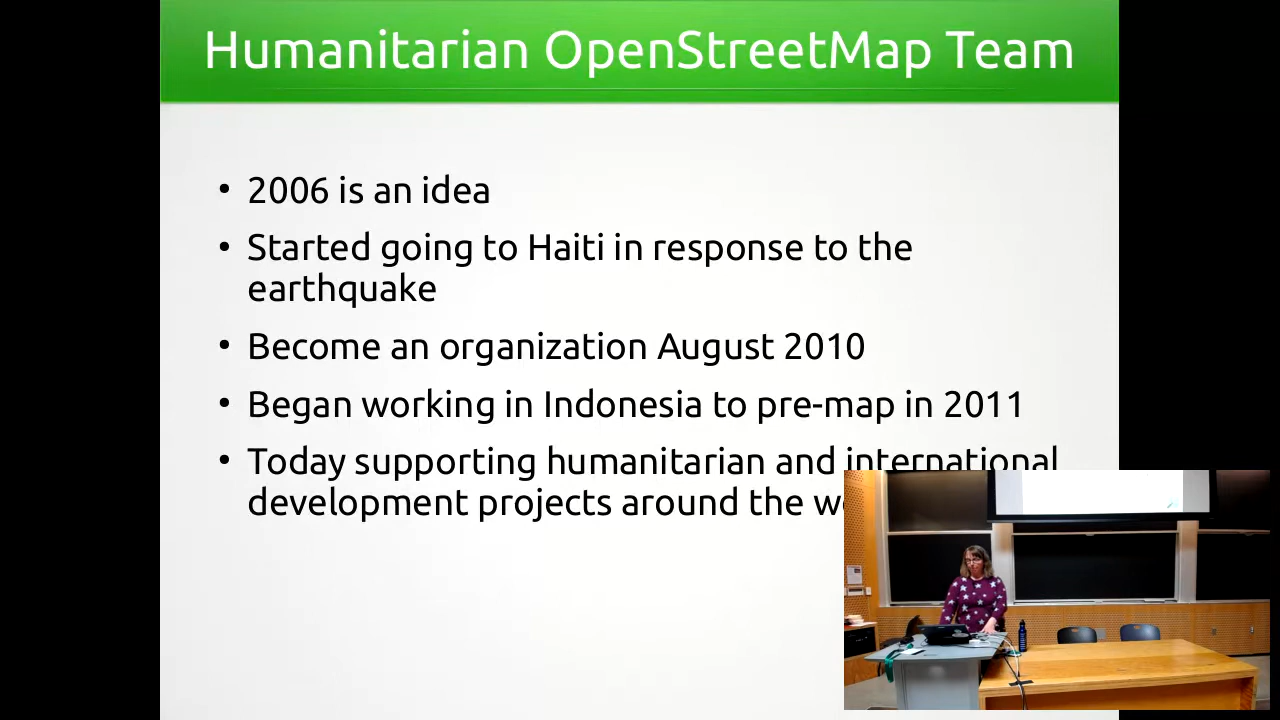 Humanitarian OpenStreetMap Team
• 2006 is an idea
• Started going to Haiti in response to the
earthquake
• Become an organization August 2010
• Began working in Indonesia to pre-map in 2011
• Today supporting humanitarian and international
development projects around the